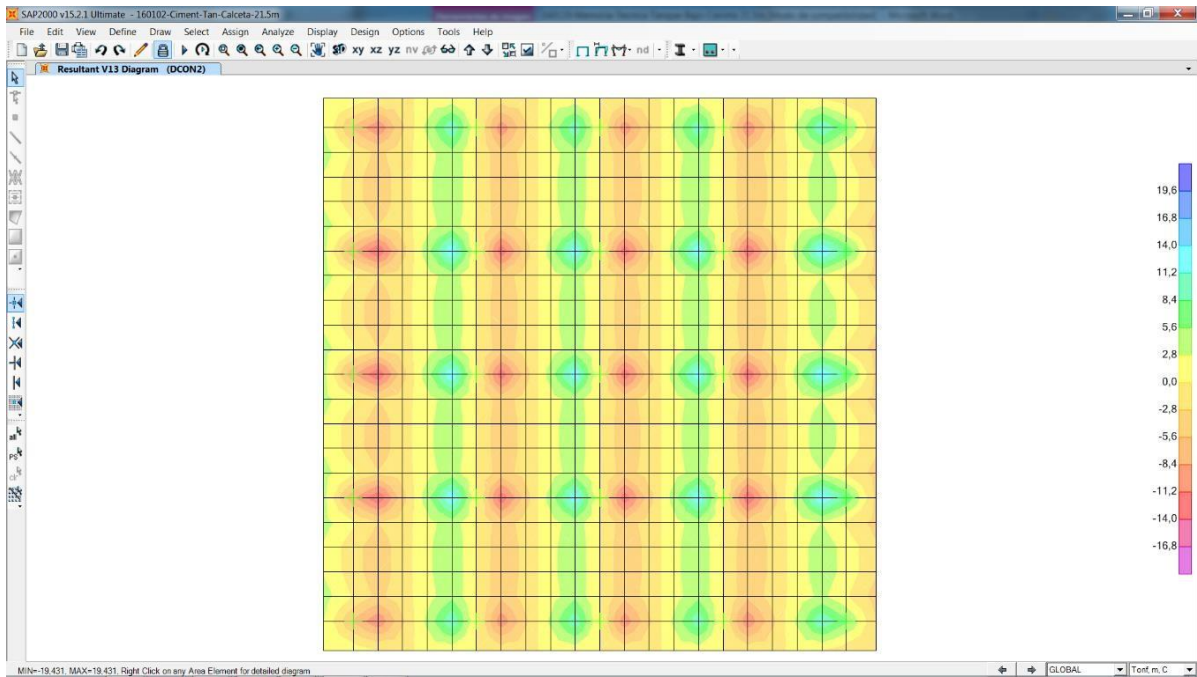 SAP2000 v15.2.1 Ultimate - 160102-Ciment-Tan-Calceta-21.5m
File Edit View Define Draw Select Assign Analyze Display Design Options Tools Help
xy xz yz nv nd
Resultant V13 Diagram (DCON2)
all
PS
clr
19,6
16,8
14,0
11,2
8,4
5,6
2,8
0,0
-2,8
-5,6
-8,4
-11,2
-14,0
-16,8
MIN=-19,431, MAX=19,431, Right Click on any Area Element for detailed diagram
GLOBAL
Tonf, m, C